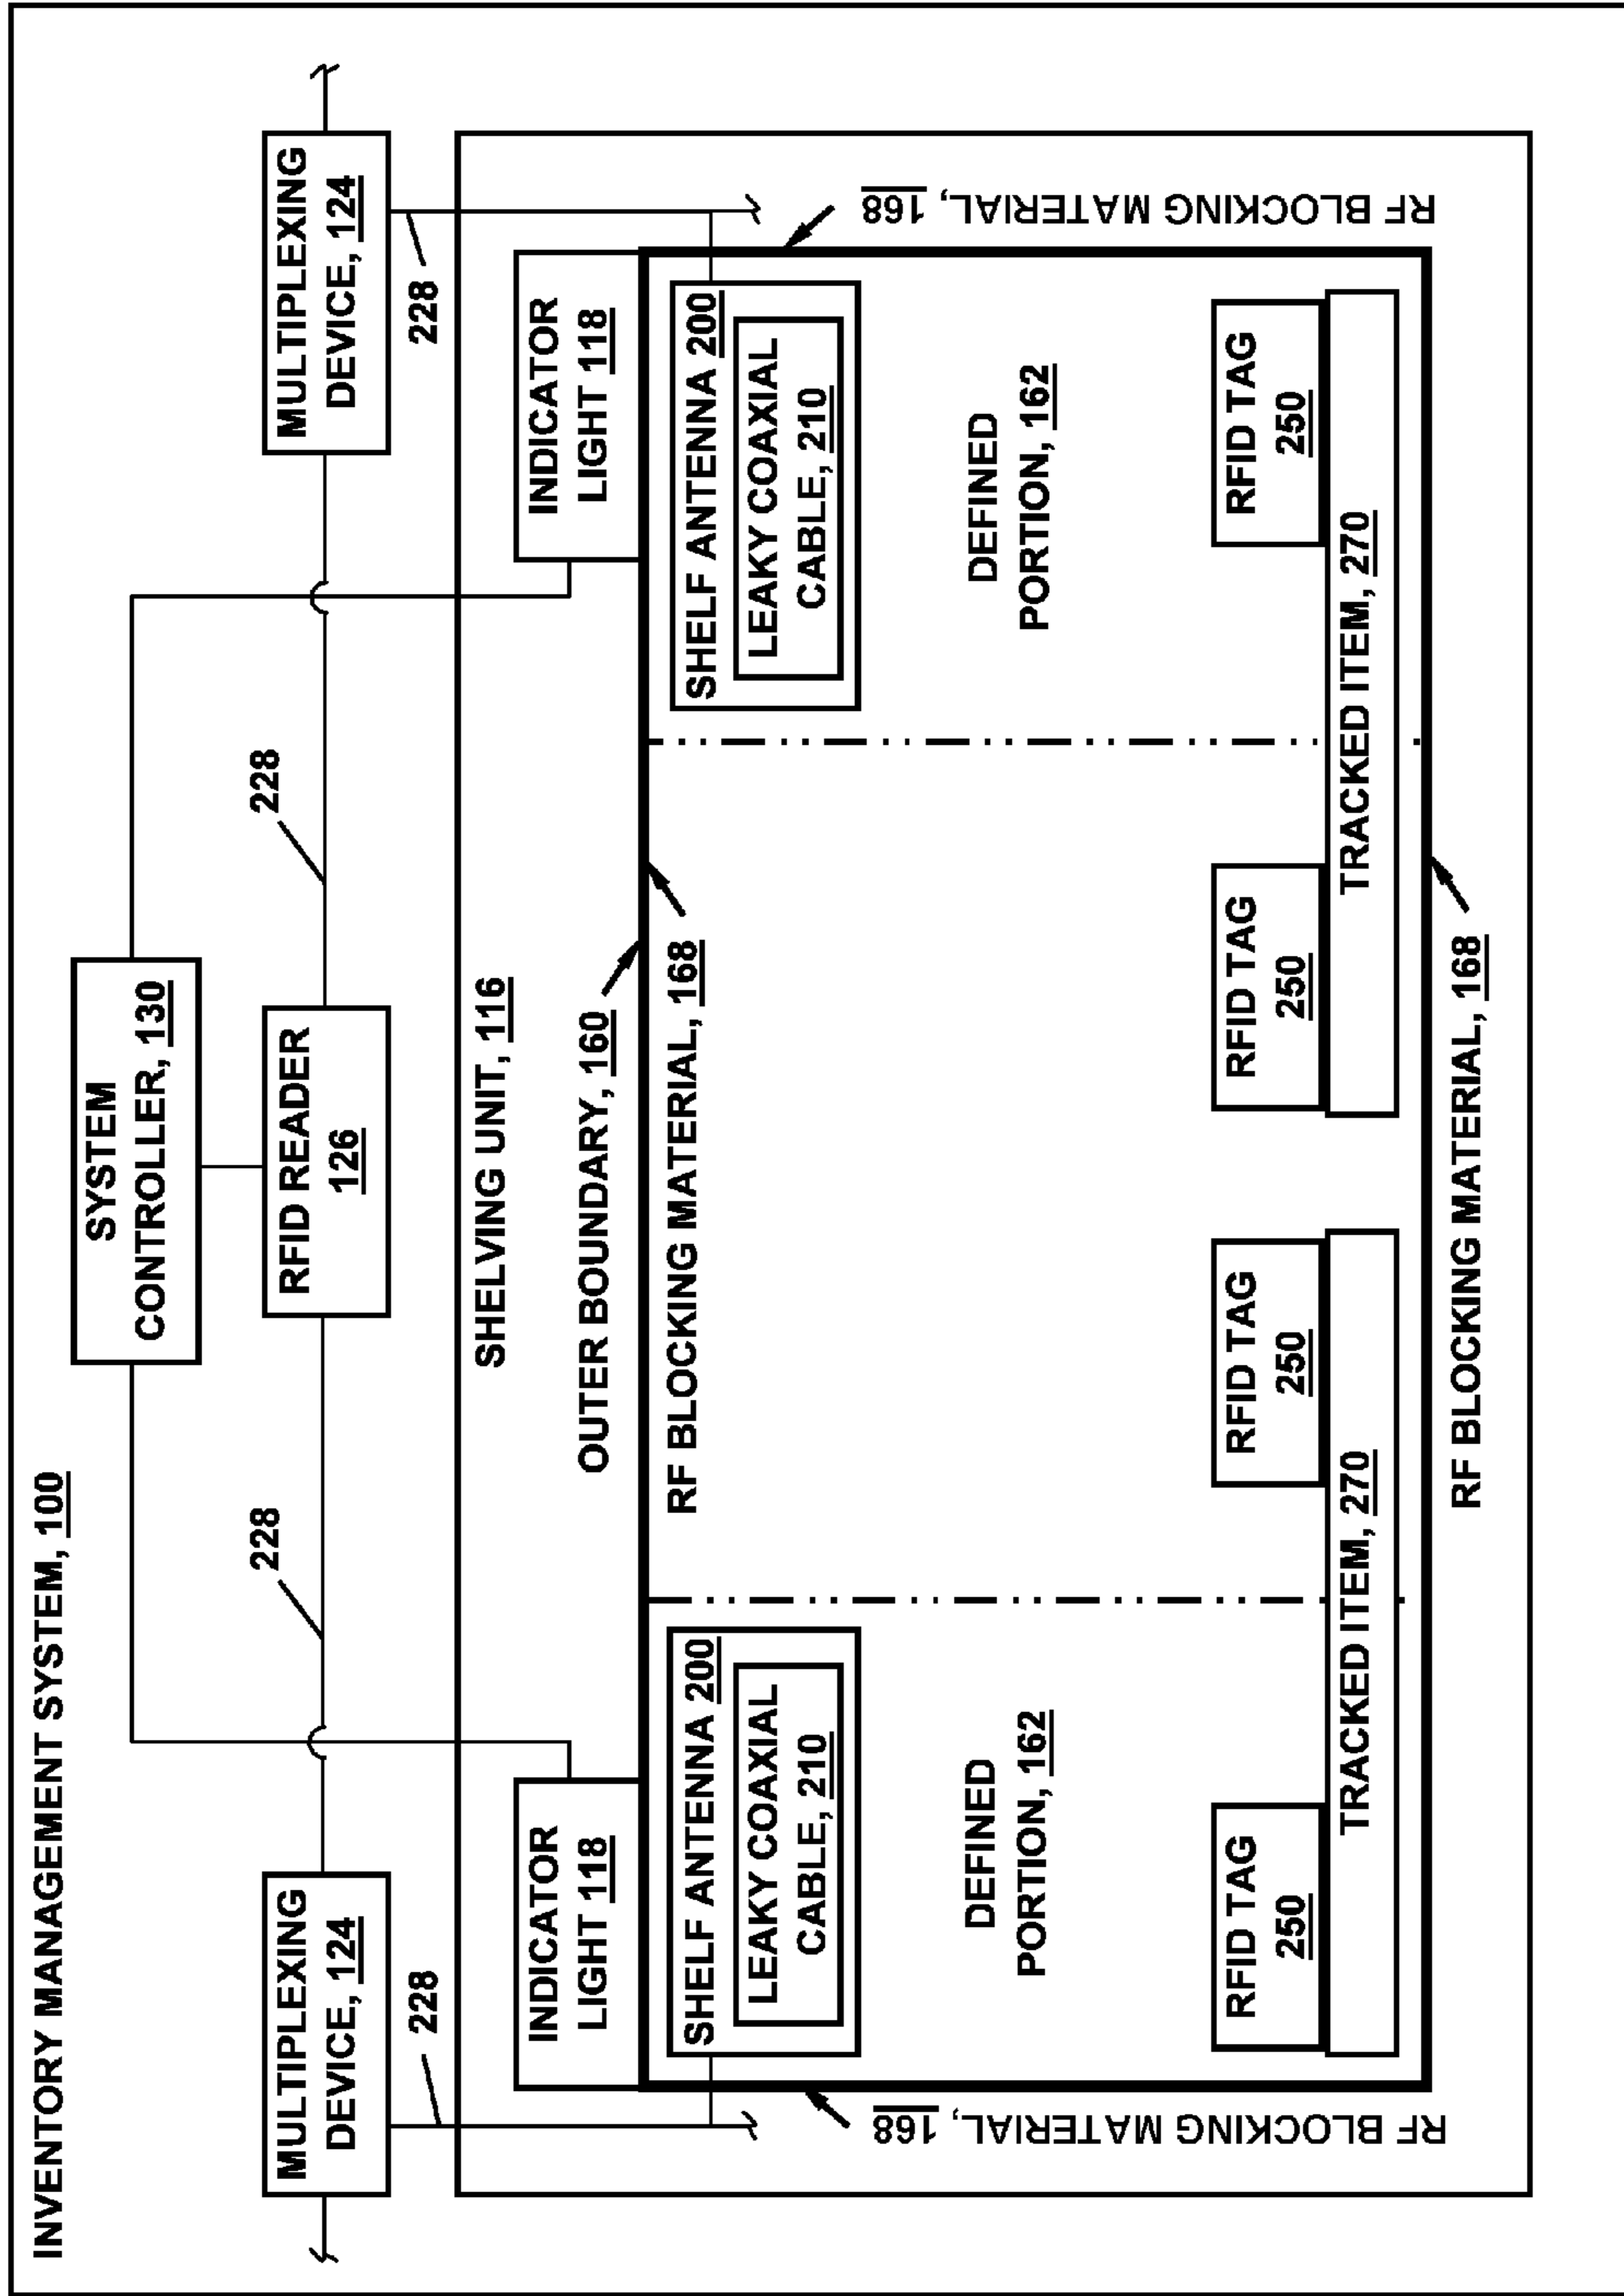 INVENTORY MANAGEMENT SYSTEM, 100
SYSTEM
CONTROLLER, 130
MULTIPLEXING
DEVICE, 124
228
RFID READER
126
228
MULTIPLEXING
DEVICE, 124
228
228
SHELVING UNIT, 116
INDICATOR
LIGHT 118
OUTER BOUNDARY, 160
INDICATOR
LIGHT 118
RF BLOCKING MATERIAL, 168
SHELF ANTENNA 200
LEAKY COAXIAL
CABLE, 210
RF BLOCKING MATERIAL, 168
SHELF ANTENNA 200
LEAKY COAXIAL
CABLE, 210
RF BLOCKING MATERIAL, 168
DEFINED
PORTION, 162
DEFINED
PORTION, 162
RFID TAG
250
RFID TAG
250
RFID TAG
250
RFID TAG
250
TRACKED ITEM, 270
TRACKED ITEM, 270
RF BLOCKING MATERIAL, 168